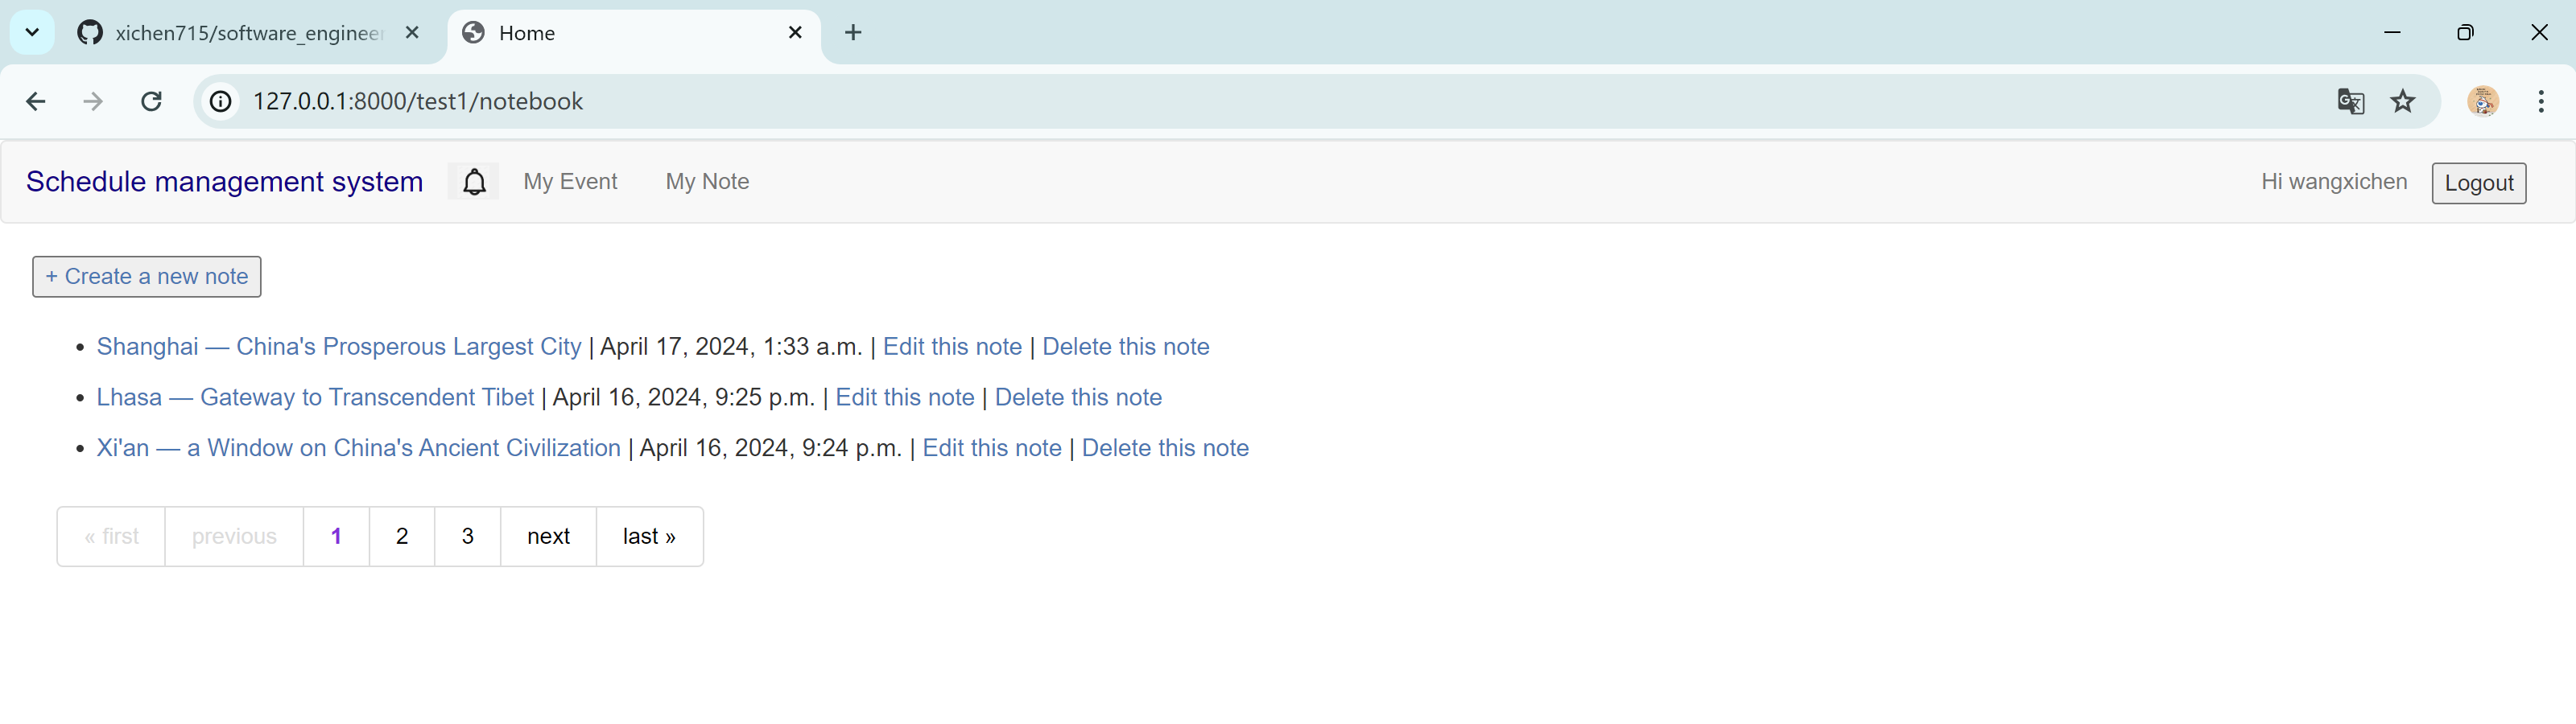 xichen715/software_engineer
Home
127.0.0.1:8000/test1/notebook
Schedule management system My Event My Note Hi wangxichen Logout
+ Create a new note
• Shanghai — China's Prosperous Largest City | April 17, 2024, 1:33 a.m. | Edit this note | Delete this note
• Lhasa — Gateway to Transcendent Tibet | April 16, 2024, 9:25 p.m. | Edit this note | Delete this note
• Xi'an — a Window on China's Ancient Civilization | April 16, 2024, 9:24 p.m. | Edit this note | Delete this note
« first previous 1 2 3 next last »